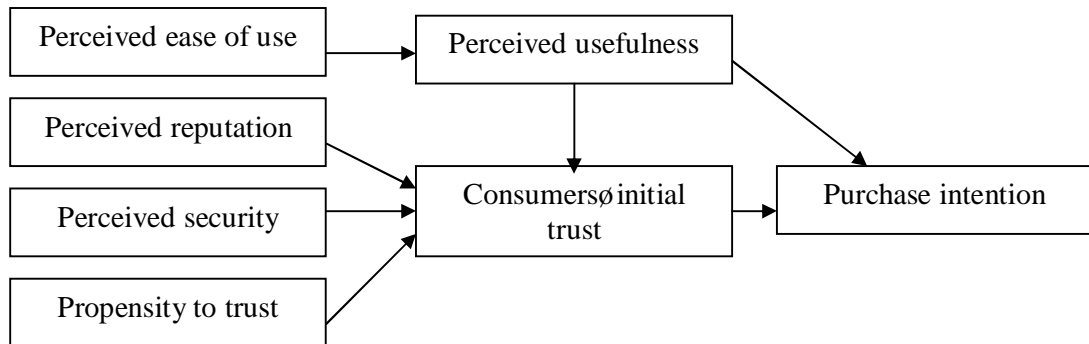 Perceived ease of use
Perceived usefulness
Perceived reputation
Perceived security
Consumersø initial
trust
Purchase intention
Propensity to trust